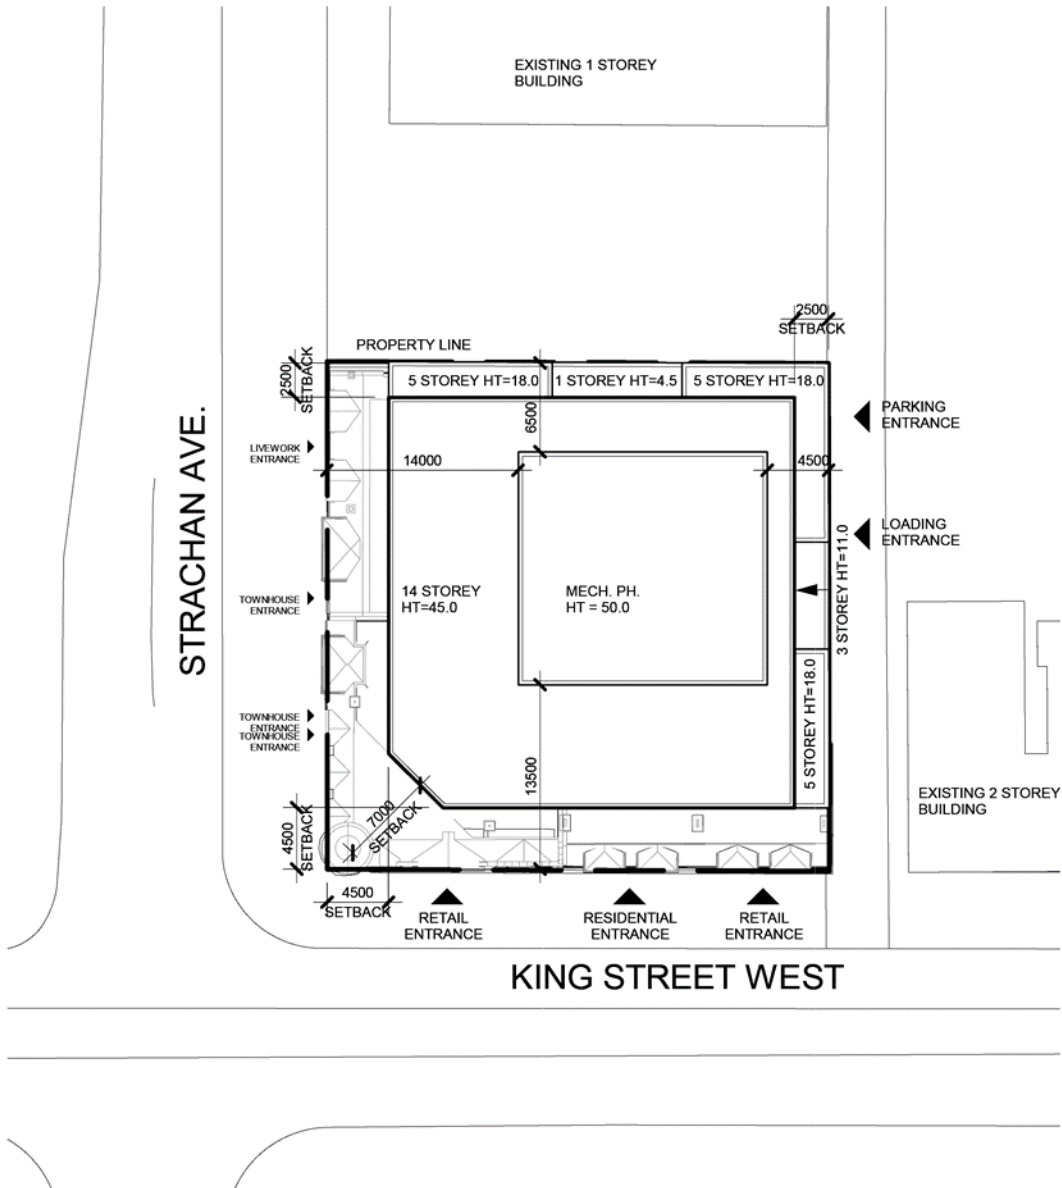 EXISTING 1 STOREY
BUILDING
2500
SETBACK
PROPERTY LINE
2500
SETBACK
5 STOREY HT=18.0
1 STOREY HT=4.5
5 STOREY HT=18.0
6500
PARKING
ENTRANCE
LIVEWORK
ENTRANCE
14000
4500
STRACHAN AVE.
LOADING
ENTRANCE
3 STOREY HT=11.0
14 STOREY
HT=45.0
MECH. PH.
HT = 50.0
TOWNHOUSE
ENTRANCE
5 STOREY HT=18.0
TOWNHOUSE
ENTRANCE
TOWNHOUSE
ENTRANCE
13500
EXISTING 2 STOREY
BUILDING
7000
SETBACK
4500
SETBACK
4500
SETBACK
RETAIL
ENTRANCE
RESIDENTIAL
ENTRANCE
RETAIL
ENTRANCE
KING STREET WEST